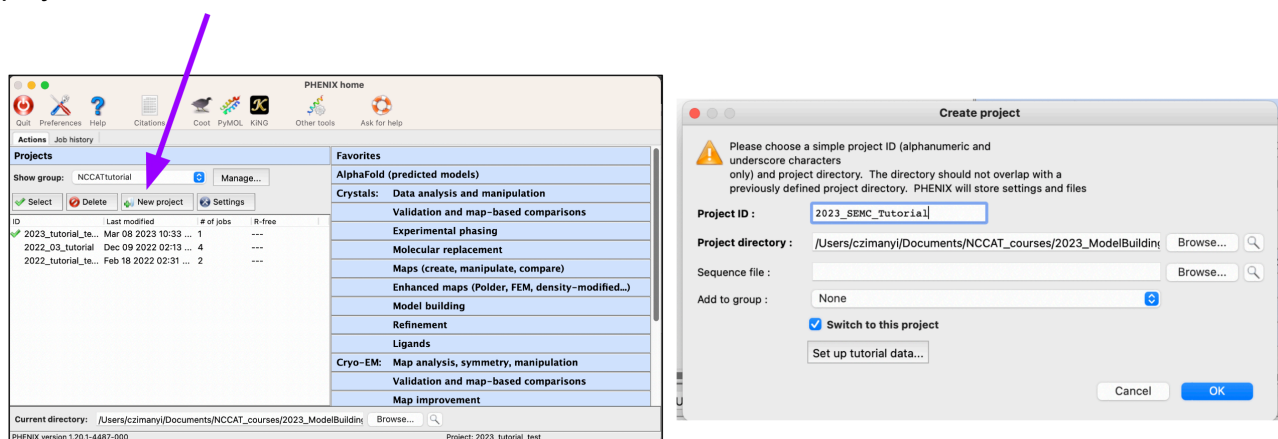 PHENIX home
Quit Preferences Help Citations Coot PyMOL KiNG Other tools Ask for help
Actions Job history
Projects
Show group: NCCATtutorial Manage...
Select Delete New project Settings
ID Last modified # of jobs R-free
2023_tutorial_te... Mar 08 2023 10:33 ... 1 ---
2022_03_tutorial Dec 09 2022 02:13 ... 4 ---
2022_tutorial_te... Feb 18 2022 02:31 ... 2 ---
Favorites
AlphaFold (predicted models)
Crystals: Data analysis and manipulation
Validation and map-based comparisons
Experimental phasing
Molecular replacement
Maps (create, manipulate, compare)
Enhanced maps (Polder, FEM, density-modified...)
Model building
Refinement
Ligands
Cryo-EM: Map analysis, symmetry, manipulation
Validation and map-based comparisons
Map improvement
Current directory: /Users/czimanyi/Documents/NCCAT_courses/2023_ModelBuilding Browse...
PHENIX version 1.20.1-4487-000 Project: 2023_tutorial_test
Create project
Please choose a simple project ID (alphanumeric and
underscore characters
only) and project directory. The directory should not overlap with a
previously defined project directory. PHENIX will store settings and files
Project ID : 2023_SEMC_Tutorial
Project directory : /Users/czimanyi/Documents/NCCAT_courses/2023_ModelBuilding Browse...
Sequence file : Browse...
Add to group : None
Switch to this project
Set up tutorial data...
Cancel OK